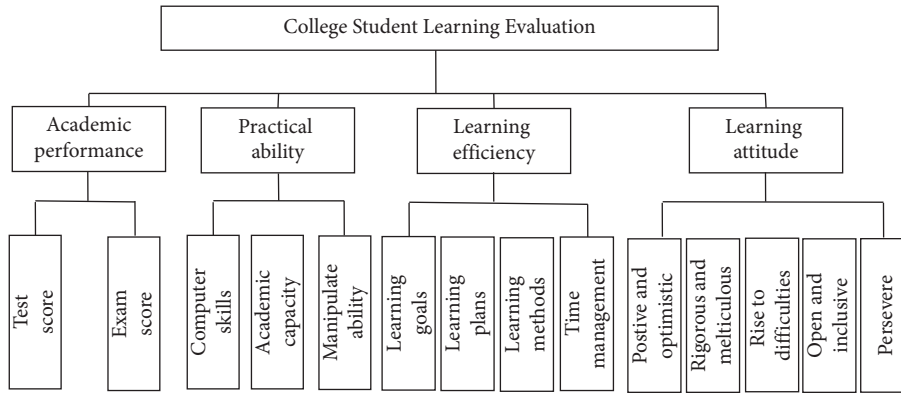 College Student Learning Evaluation
Academic
performance
Practical
ability
Learning
efficiency
Learning
attitude
Test
score
Exam
score
Computer
skills
Academic
capacity
Manipulate
ability
Learning
goals
Learning
plans
Learning
methods
Time
management
Postive and
optimistic
Rigorous and
melticulous
Rise to
difficulties
Open and
inclusive
Persevere